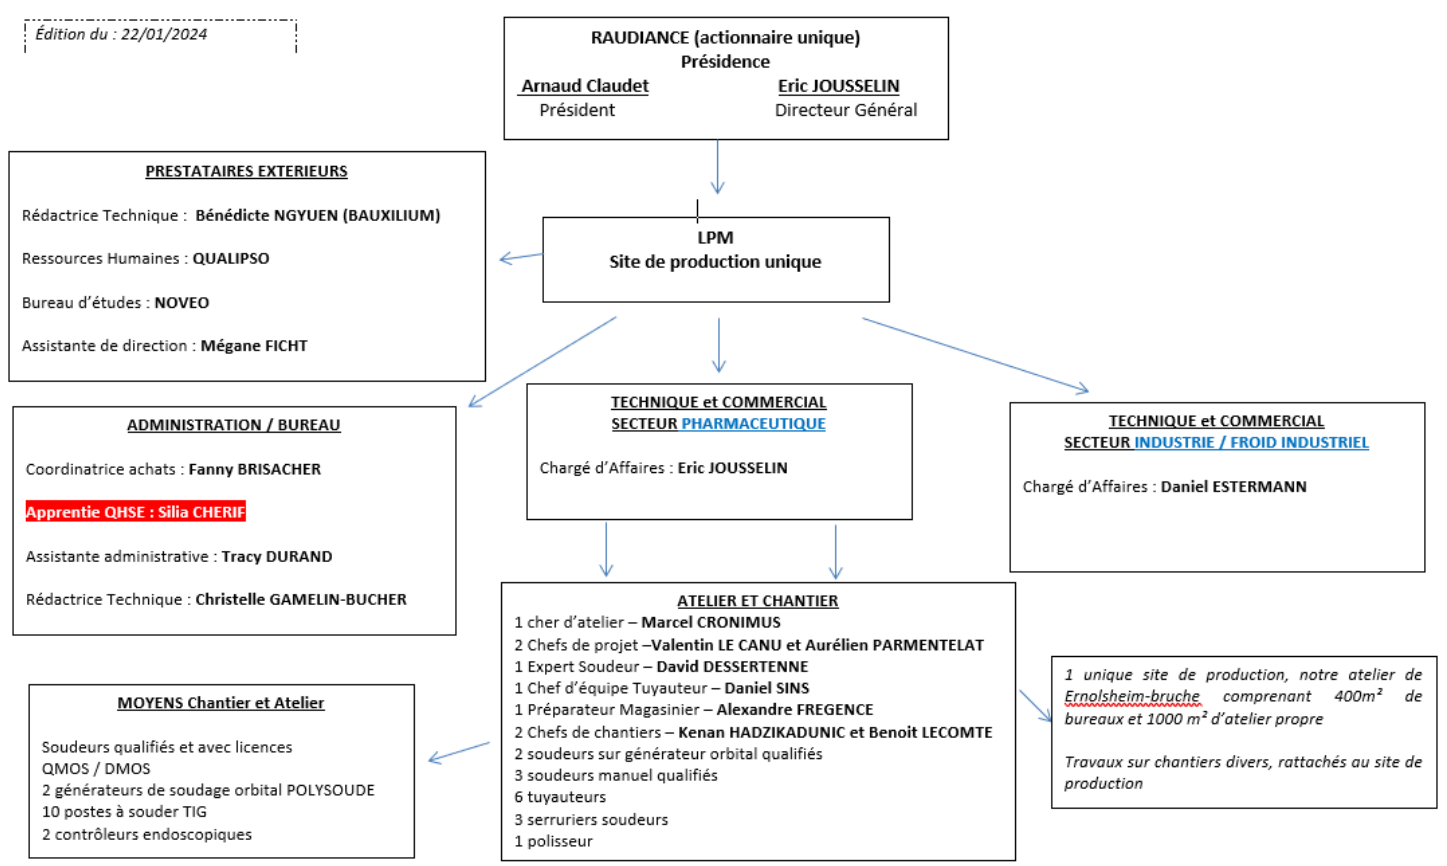 Édition du : 22/01/2024
RAUDIANCE (actionnaire unique)
Présidence
Arnaud Claudet
Eric JOUSSELIN
Président
Directeur Général
PRESTATAIRES EXTERIEURS
Rédactrice Technique : Bénédicte NGYUEN (BAUXILIUM)
Ressources Humaines : QUALIPSO
Bureau d’études : NOVEO
Assistante de direction : Mégane FICHT
LPM
Site de production unique
ADMINISTRATION / BUREAU
Coordinatrice achats : Fanny BRISACHER
Apprentie QHSE : Silia CHERIF
Assistante administrative : Tracy DURAND
Rédactrice Technique : Christelle GAMELIN-BUCHER
TECHNIQUE et COMMERCIAL
SECTEUR PHARMACEUTIQUE
Chargé d’Affaires : Eric JOUSSELIN
TECHNIQUE et COMMERCIAL
SECTEUR INDUSTRIE / FROID INDUSTRIEL
Chargé d’Affaires : Daniel ESTERMANN
ATELIER ET CHANTIER
1 cher d’atelier – Marcel CRONIMUS
2 Chefs de projet –Valentin LE CANU et Aurélien PARMENTELAT
1 Expert Soudeur – David DESSERTENNE
1 Chef d’équipe Tuyauteur – Daniel SINS
1 Préparateur Magasinier – Alexandre FREGENCE
2 Chefs de chantiers – Kenan HADZIKADUNIC et Benoit LECOMTE
2 soudeurs sur générateur orbital qualifiés
3 soudeurs manuel qualifiés
6 tuyauteurs
3 serruriers soudeurs
1 polisseur
MOYENS Chantier et Atelier
Soudeurs qualifiés et avec licences
QMOS / DMOS
2 générateurs de soudage orbital POLYSOUDE
10 postes à souder TIG
2 contrôleurs endoscopiques
1 unique site de production, notre atelier de
Ernolsheim-bruche comprenant 400m² de
bureaux et 1000 m² d’atelier propre
Travaux sur chantiers divers, rattachés au site de
production